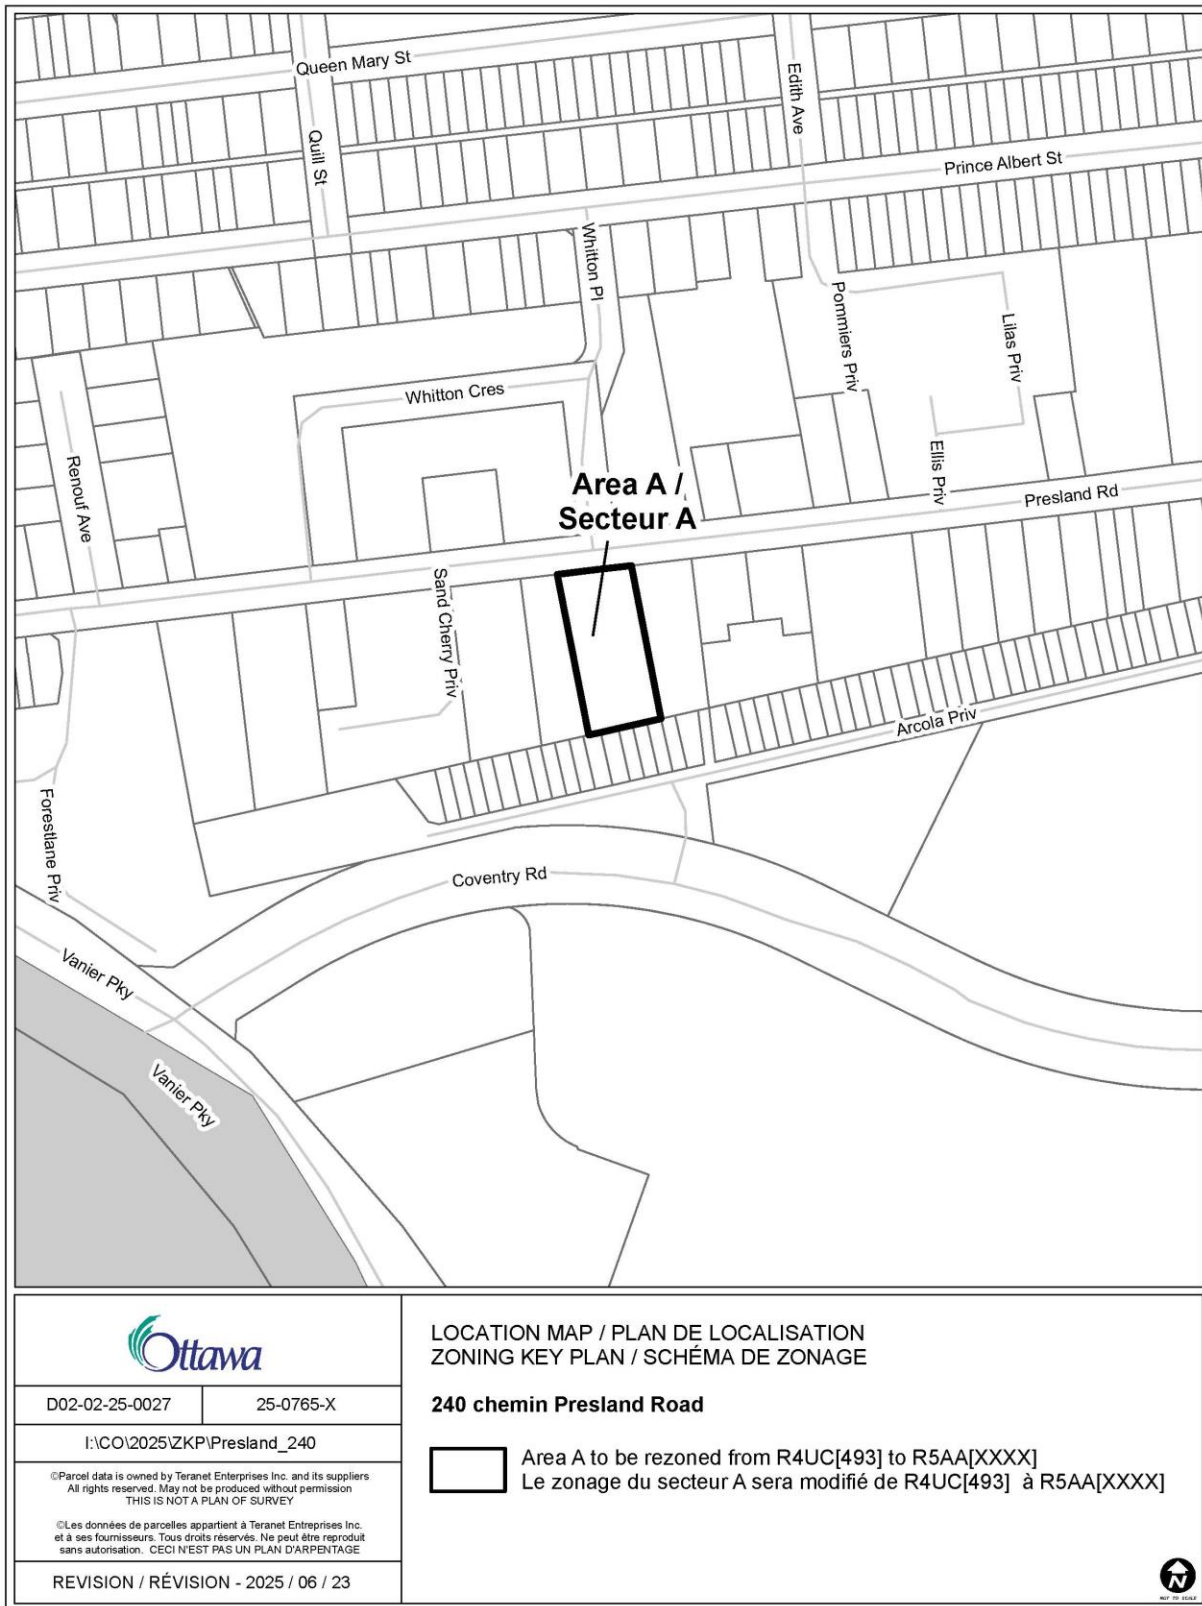 Queen Mary St
Quill St
Edith Ave
Prince Albert St
Whitton Pl
Pommiers Priv
Lilas Priv
Whitton Cres
Renouf Ave
Ellis Priv
Area A /
Secteur A
Presland Rd
Sand Cherry Priv
Arcola Priv
Forestlane Priv
Coventry Rd
Vanier Pky
Vanier Pky
Ottawa
D02-02-25-0027
25-0765-X
I:\CO\2025\ZKP\Presland_240
©Parcel data is owned by Teranet Enterprises Inc. and its suppliers
All rights reserved. May not be produced without permission
THIS IS NOT A PLAN OF SURVEY
©Les données de parcelles appartient à Teranet Entreprises Inc.
et à ses fournisseurs. Tous droits réservés. Ne peut être reproduit
sans autorisation. CECI N'EST PAS UN PLAN D'ARPENTAGE
REVISION / RÉVISION - 2025 / 06 / 23
LOCATION MAP / PLAN DE LOCALISATION
ZONING KEY PLAN / SCHÉMA DE ZONAGE
240 chemin Presland Road
Area A to be rezoned from R4UC[493] to R5AA[XXXX]
Le zonage du secteur A sera modifié de R4UC[493] à R5AA[XXXX]
N
NOT TO SCALE